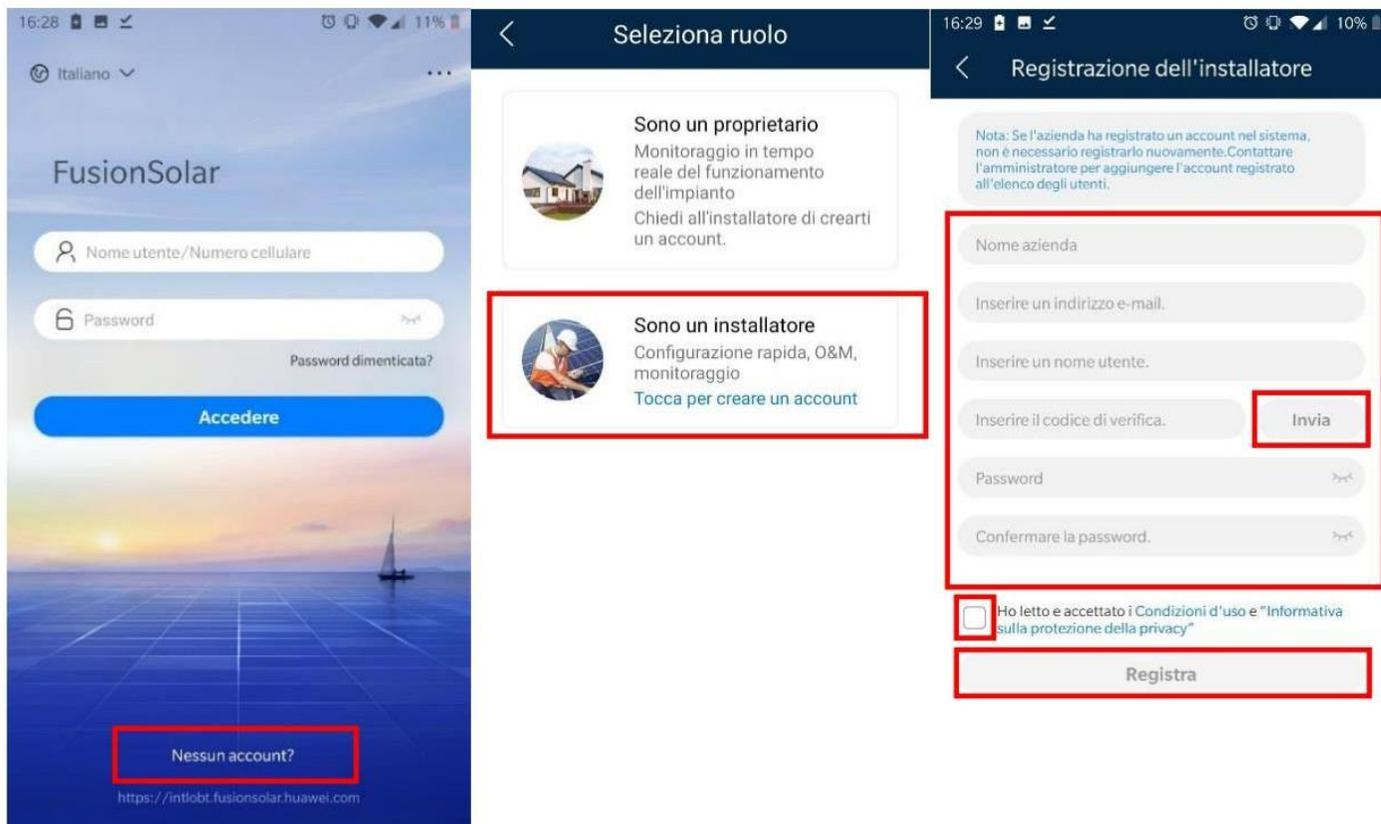 16:28
11%
Italiano
FusionSolar
Nome utente/Numero cellulare
Password
Password dimenticata?
Accedere
Nessun account?
https://intlobt.fusionsolar.huawei.com
Seleziona ruolo
Sono un proprietario
Monitoraggio in tempo
reale del funzionamento
dell'impianto
Chiedi all'installatore di crearti
un account.
Sono un installatore
Configurazione rapida, O&M,
monitoraggio
Tocca per creare un account
16:29
10%
Registrazione dell'installatore
Nota: Se l'azienda ha registrato un account nel sistema,
non è necessario registrarlo nuovamente.Contattare
l'amministratore per aggiungere l'account registrato
all'elenco degli utenti.
Nome azienda
Inserire un indirizzo e-mail.
Inserire un nome utente.
Inserire il codice di verifica.
Invia
Password
Confermare la password.
Ho letto e accettato i Condizioni d'uso e "Informativa
sulla protezione della privacy"
Registra